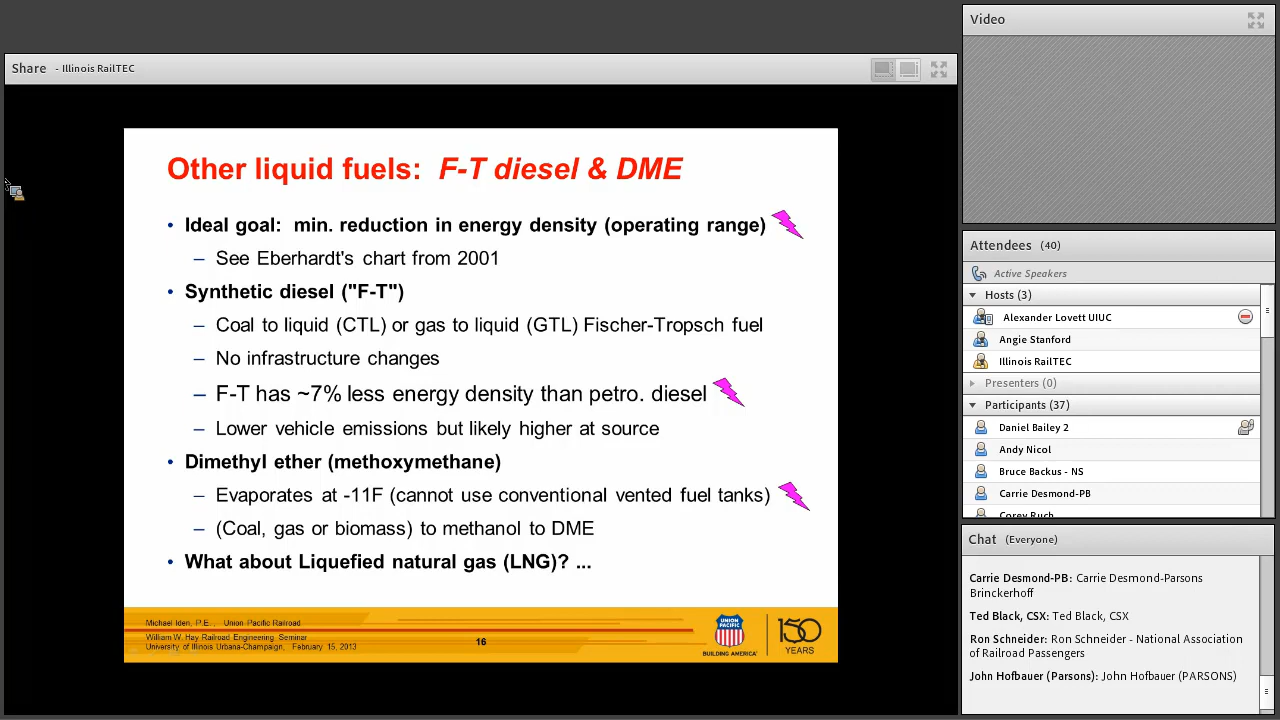 Share - Illinois RailTEC
Other liquid fuels: F-T diesel & DME
• Ideal goal: min. reduction in energy density (operating range)
– See Eberhardt's chart from 2001
• Synthetic diesel ("F-T")
– Coal to liquid (CTL) or gas to liquid (GTL) Fischer-Tropsch fuel
– No infrastructure changes
– F-T has ~7% less energy density than petro. diesel
– Lower vehicle emissions but likely higher at source
• Dimethyl ether (methoxymethane)
– Evaporates at -11F (cannot use conventional vented fuel tanks)
– (Coal, gas or biomass) to methanol to DME
• What about Liquefied natural gas (LNG)? ...
Michael Iden, P.E., Union Pacific Railroad
William W. Hay Railroad Engineering Seminar
University of Illinois Urbana-Champaign, February 15, 2013
16
UNION
PACIFIC
BUILDING AMERICA®
150
YEARS
Video
Attendees (40)
Active Speakers
Hosts (3)
Alexander Lovett UIUC
Angie Stanford
Illinois RailTEC
Presenters (0)
Participants (37)
Daniel Bailey 2
Andy Nicol
Bruce Backus - NS
Carrie Desmond-PB
Corey Ruch
Chat (Everyone)
Carrie Desmond-PB: Carrie Desmond-Parsons
Brinckerhoff
Ted Black, CSX: Ted Black, CSX
Ron Schneider: Ron Schneider - National Association
of Railroad Passengers
John Hofbauer (Parsons): John Hofbauer (PARSONS)